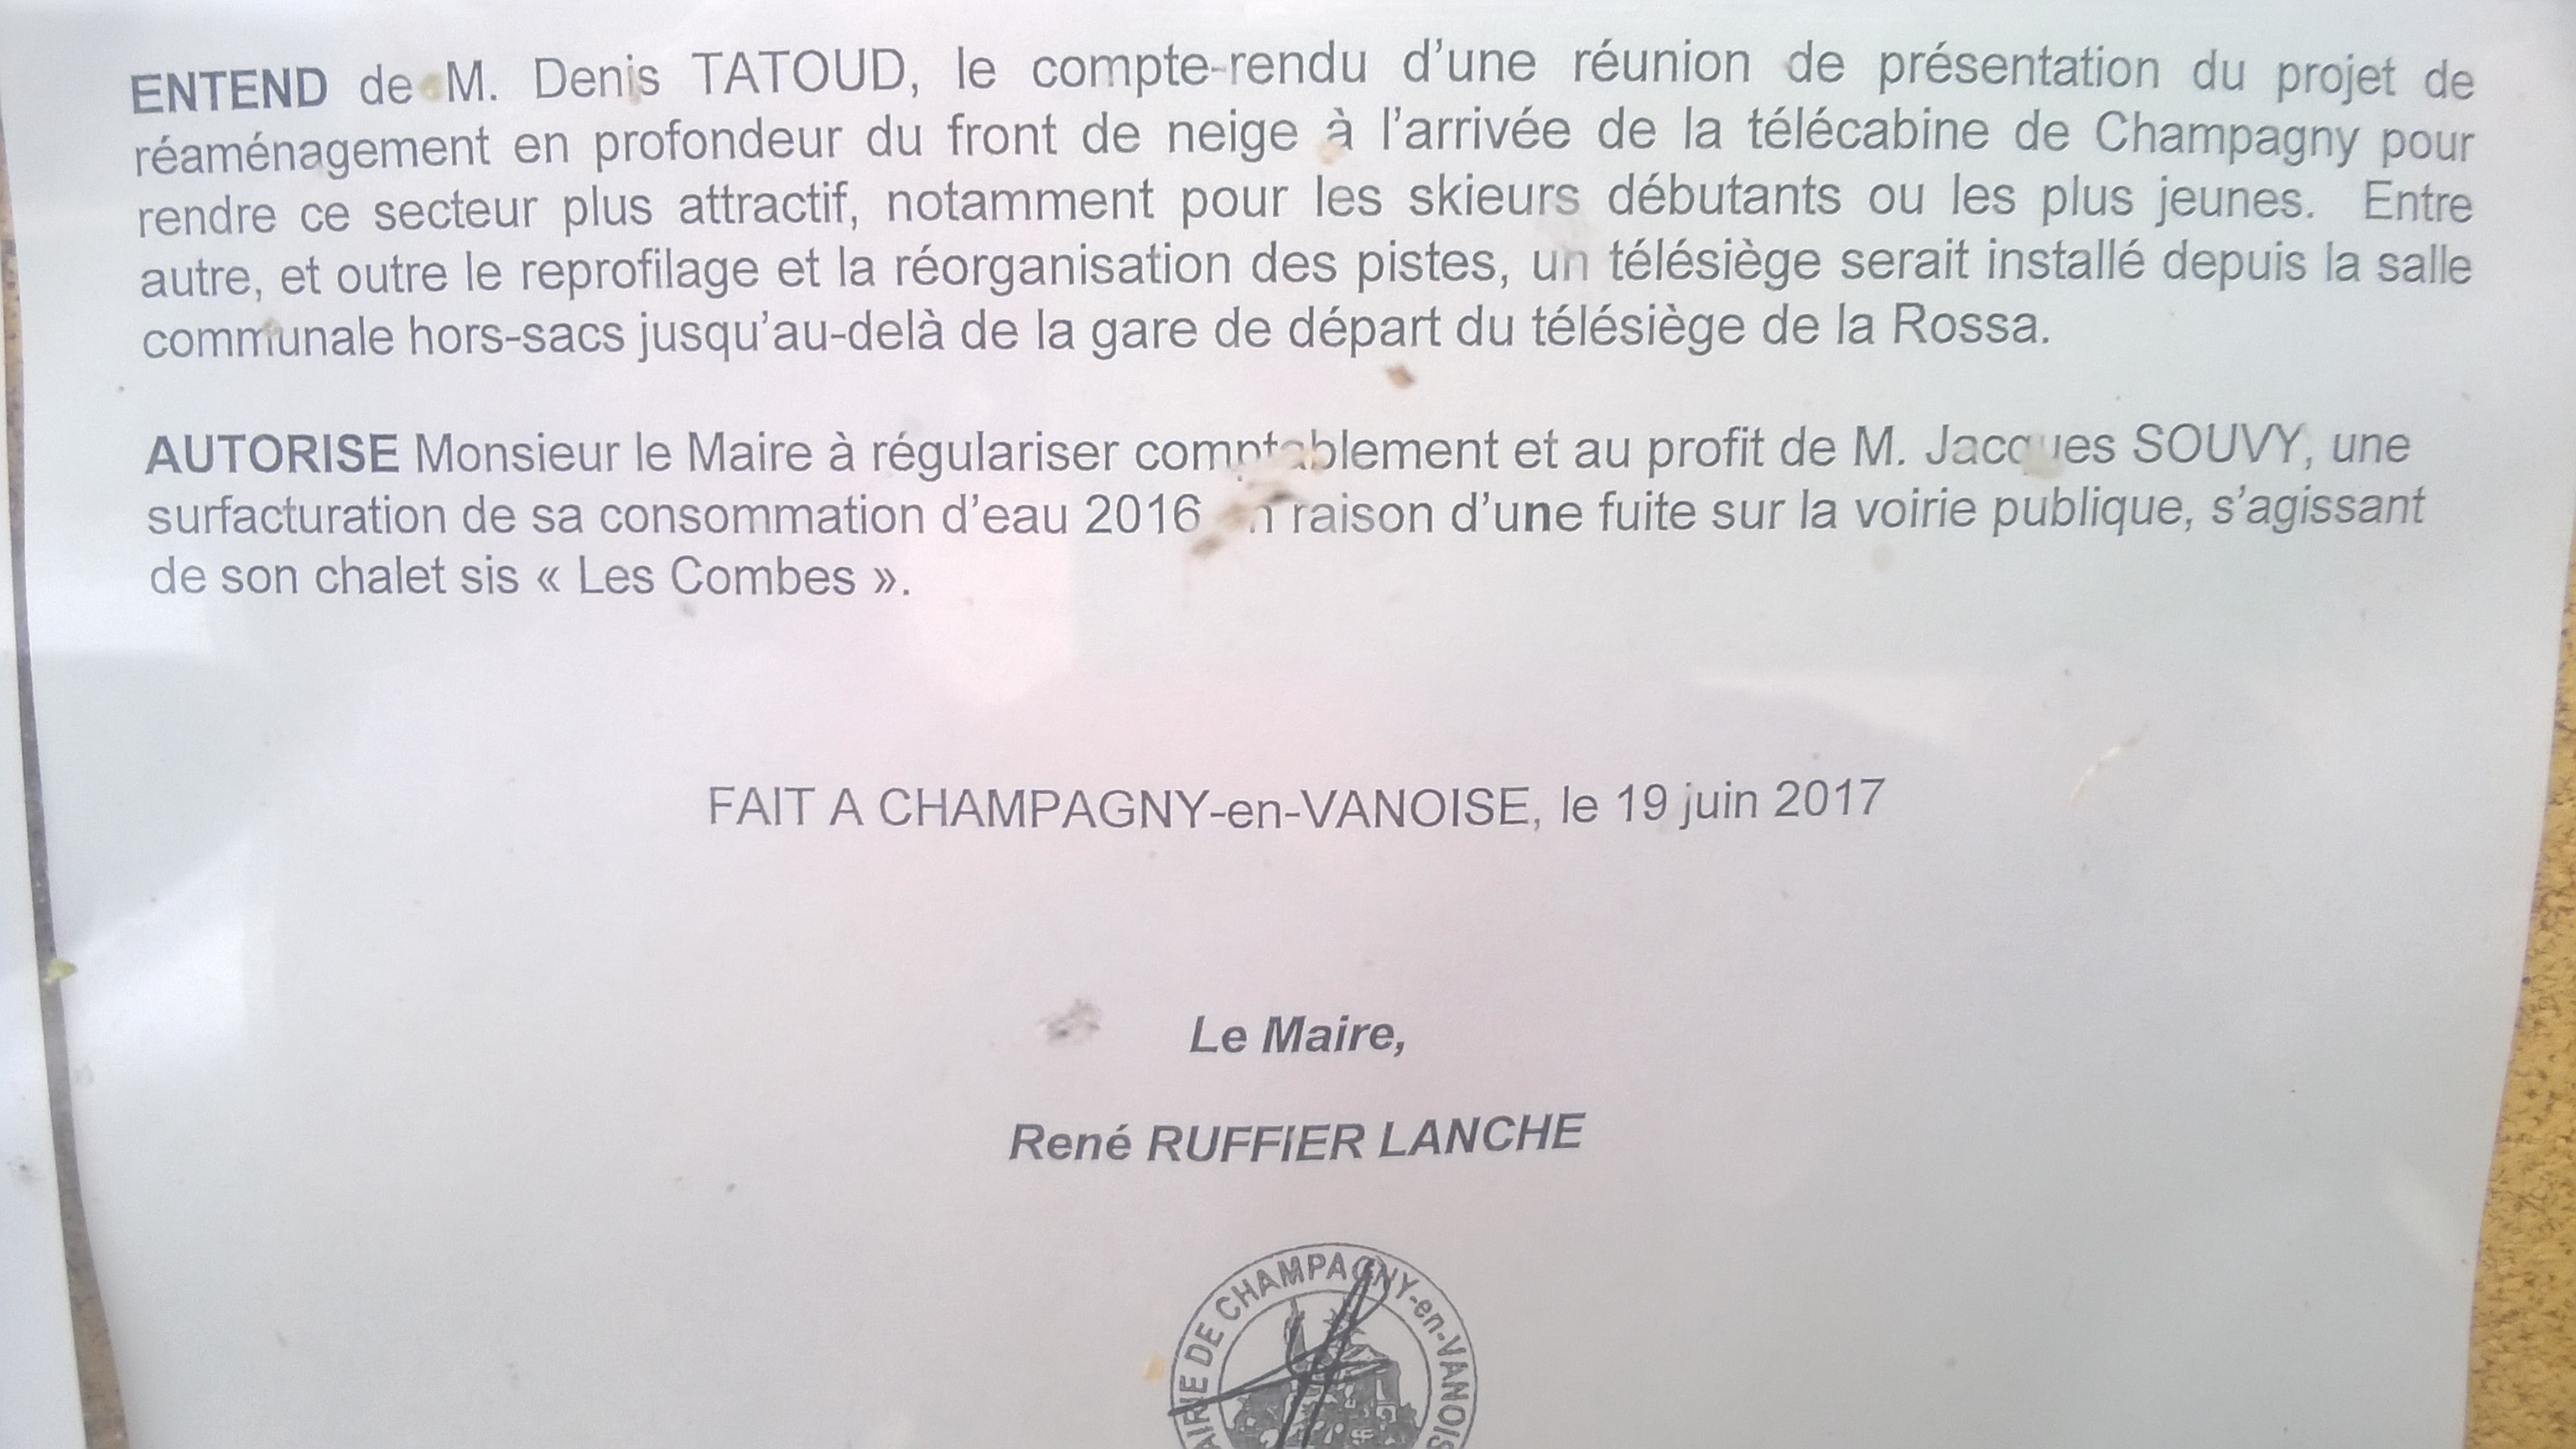 ENTEND de M. Denis TATOUD, le compte-rendu d'une réunion de présentation du projet de
réaménagement en profondeur du front de neige à l'arrivée de la télécabine de Champagny pour
rendre ce secteur plus attractif, notamment pour les skieurs débutants ou les plus jeunes. Entre
autre, et outre le reprofilage et la réorganisation des pistes, un télésiège serait installé depuis la salle
communale hors-sacs jusqu'au-delà de la gare de départ du télésiège de la Rossa.
AUTORISE Monsieur le Maire à régulariser comptablement et au profit de M. Jacques SOUVY, une
surfacturation de sa consommation d'eau 2016 en raison d'une fuite sur la voirie publique, s'agissant
de son chalet sis « Les Combes ».
FAIT A CHAMPAGNY-en-VANOISE, le 19 juin 2017
Le Maire,
René RUFFIER LANCHE
AIRIE DE CHAMPAGNY-en-VANOIS